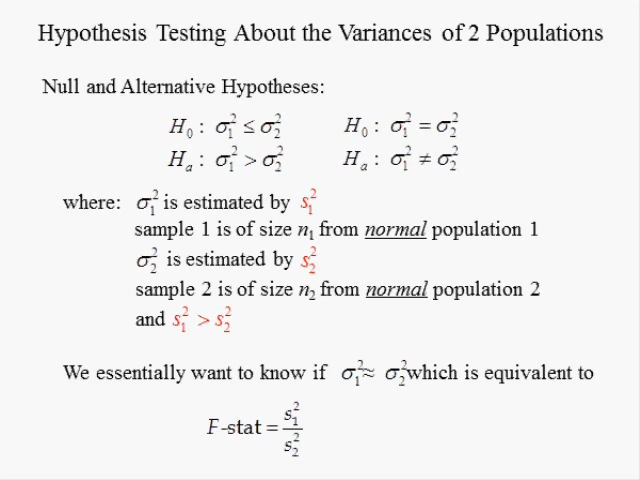 Hypothesis Testing About the Variances of 2 Populations
Null and Alternative Hypotheses:
H₀ : σ₁² ≤ σ₂² H₀ : σ₁² = σ₂²
Hₐ : σ₁² > σ₂² Hₐ : σ₁² ≠ σ₂²
where: σ₁² is estimated by s₁²
sample 1 is of size n₁ from normal population 1
σ₂² is estimated by s₂²
sample 2 is of size n₂ from normal population 2
and s₁² > s₂²
We essentially want to know if σ₁² ≈ σ₂² which is equivalent to
F-stat = s₁² / s₂²